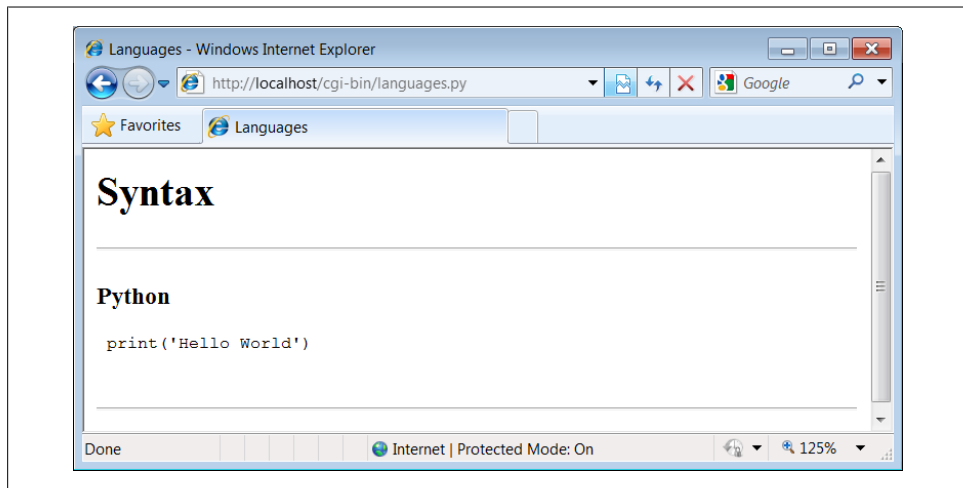 Languages - Windows Internet Explorer
http://localhost/cgi-bin/languages.py
Google
Favorites
Languages
Syntax
Python
print('Hello World')
Done
Internet | Protected Mode: On
125%